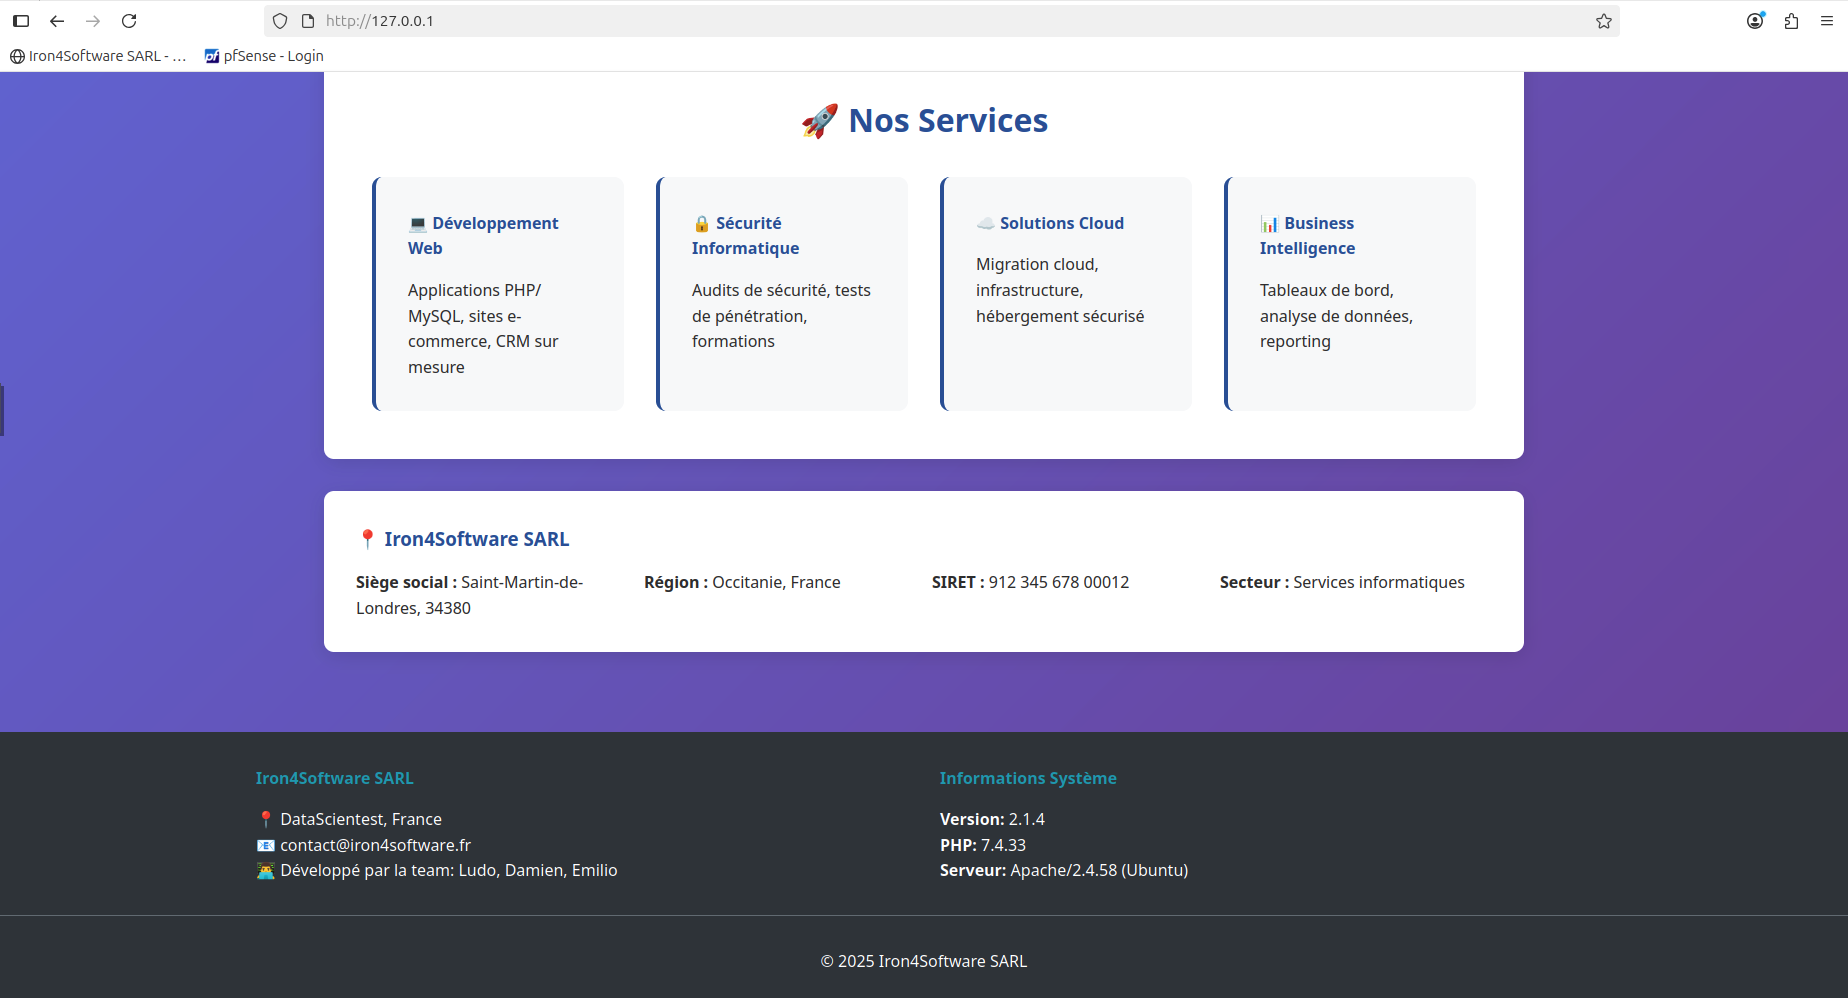 http://127.0.0.1
Iron4Software SARL - ...
pfSense - Login
Nos Services
Développement
Web
Applications PHP/
MySQL, sites e-
commerce, CRM sur
mesure
Sécurité
Informatique
Audits de sécurité, tests
de pénétration,
formations
Solutions Cloud
Migration cloud,
infrastructure,
hébergement sécurisé
Business
Intelligence
Tableaux de bord,
analyse de données,
reporting
Iron4Software SARL
Siège social : Saint-Martin-de-
Londres, 34380
Région : Occitanie, France
SIRET : 912 345 678 00012
Secteur : Services informatiques
Iron4Software SARL
DataScientest, France
contact@iron4software.fr
Développé par la team: Ludo, Damien, Emilio
Informations Système
Version: 2.1.4
PHP: 7.4.33
Serveur: Apache/2.4.58 (Ubuntu)
© 2025 Iron4Software SARL